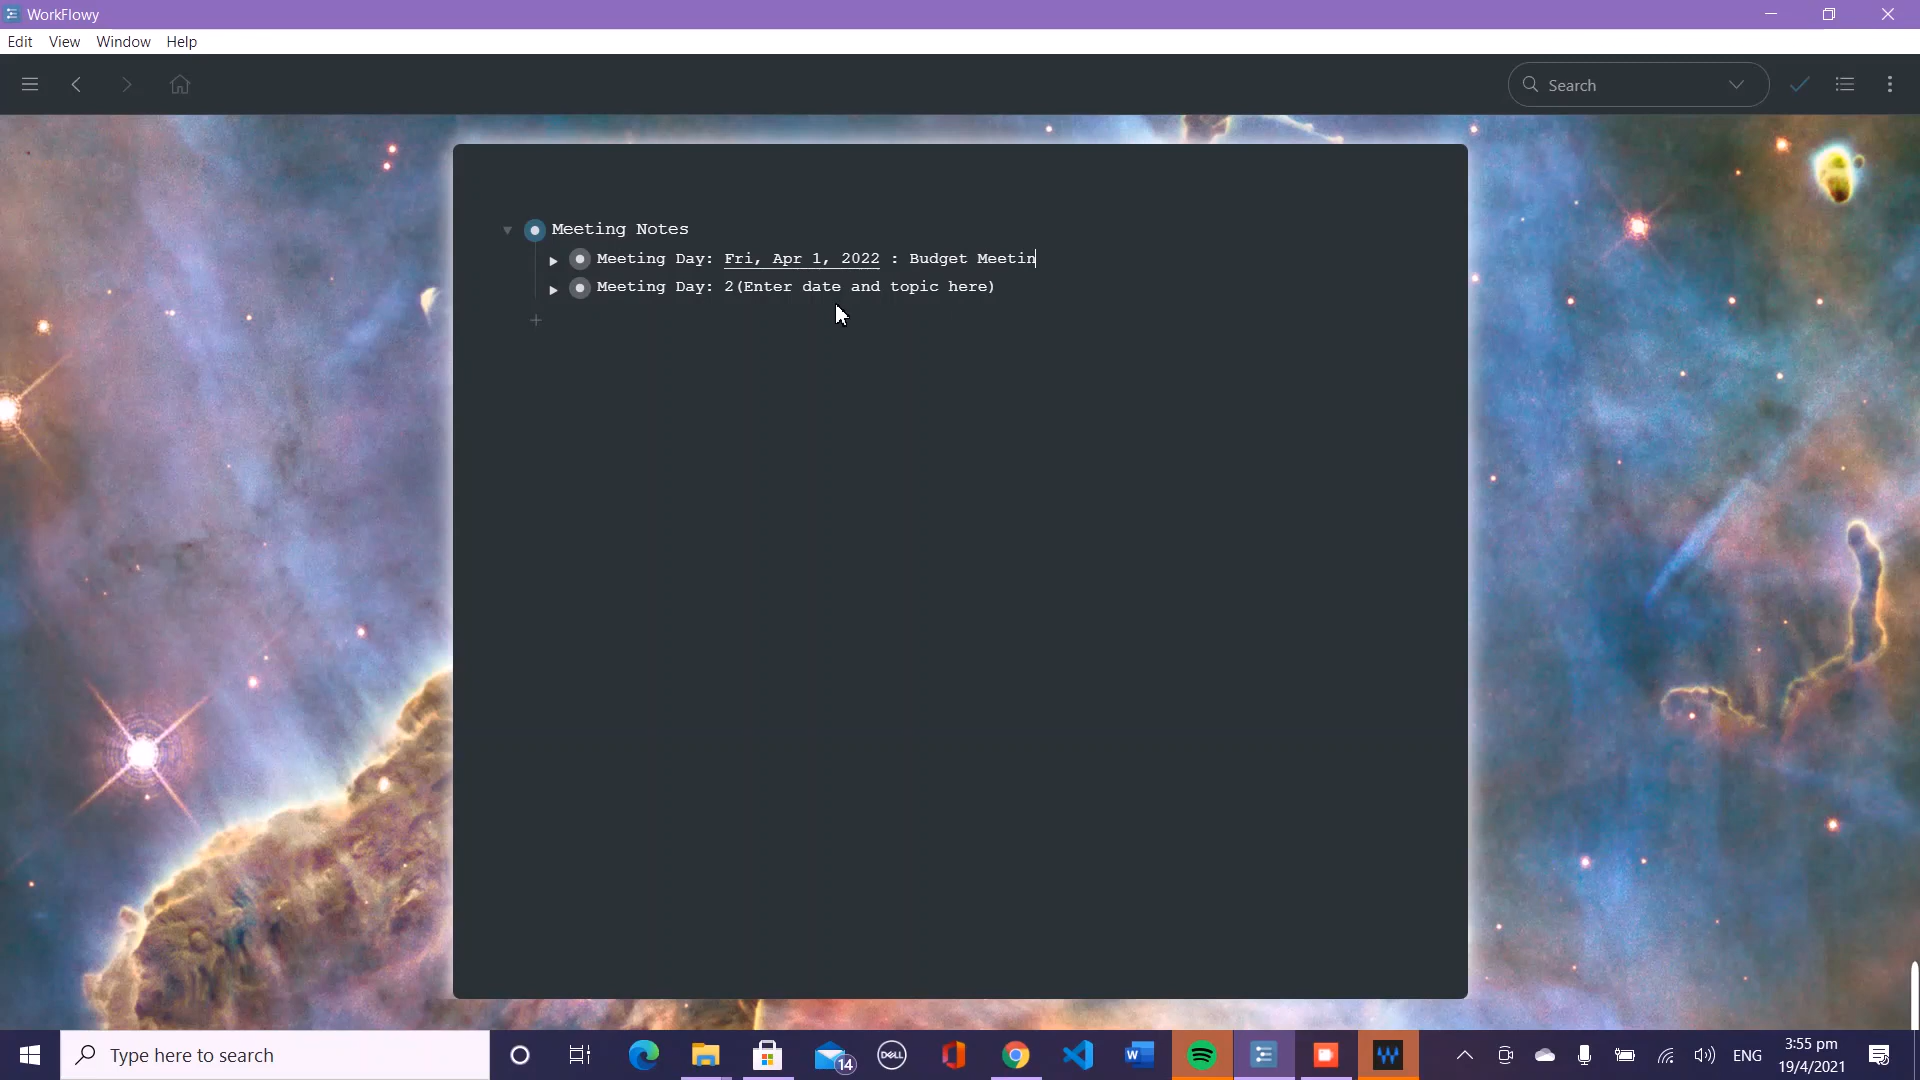 WorkFlowy
Edit View Window Help
Search
Meeting Notes
Meeting Day: Fri, Apr 1, 2022 : Budget Meetin
Meeting Day: 2(Enter date and topic here)
Type here to search
DELL
14
W
ENG
3:55 pm
19/4/2021